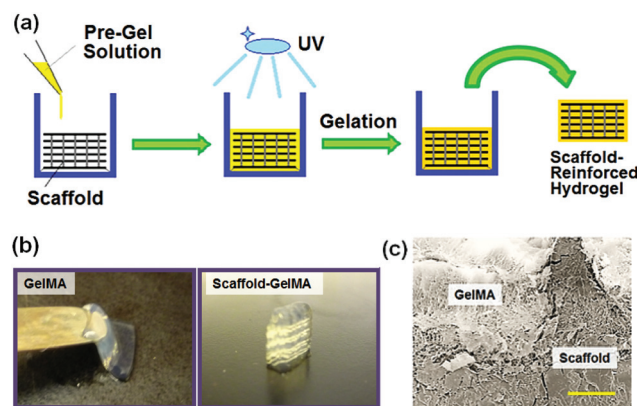 (a)
Pre-Gel
Solution
UV
Gelation
Scaffold
Scaffold-
Reinforced
Hydrogel
(b)
GelMA
Scaffold-GelMA
(c)
GelMA
Scaffold